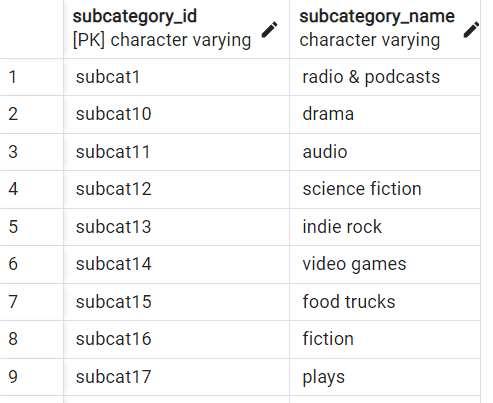 subcategory_id subcategory_name
[PK] character varying character varying
1 subcat1 radio & podcasts
2 subcat10 drama
3 subcat11 audio
4 subcat12 science fiction
5 subcat13 indie rock
6 subcat14 video games
7 subcat15 food trucks
8 subcat16 fiction
9 subcat17 plays